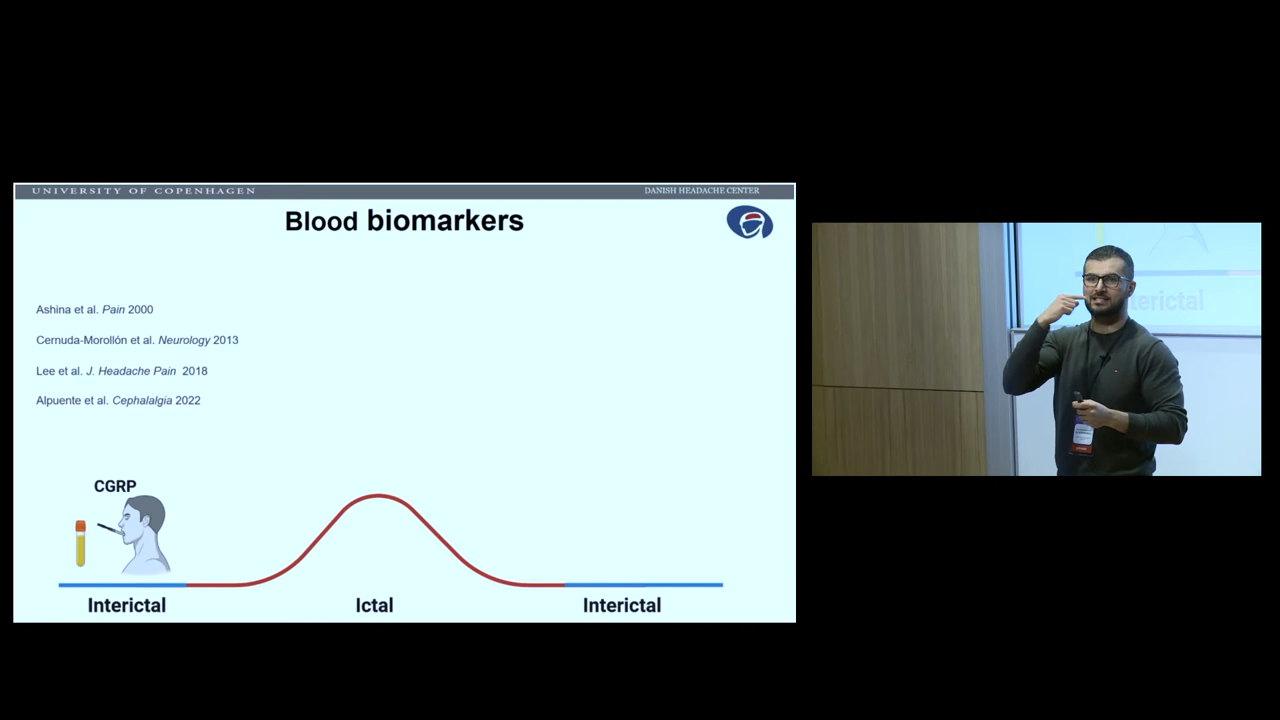 UNIVERSITY OF COPENHAGEN
DANISH HEADACHE CENTER
Blood biomarkers
Ashina et al. Pain 2000
Cernuda-Morollón et al. Neurology 2013
Lee et al. J. Headache Pain 2018
Alpuente et al. Cephalalgia 2022
CGRP
Interictal
Ictal
Interictal
terictal